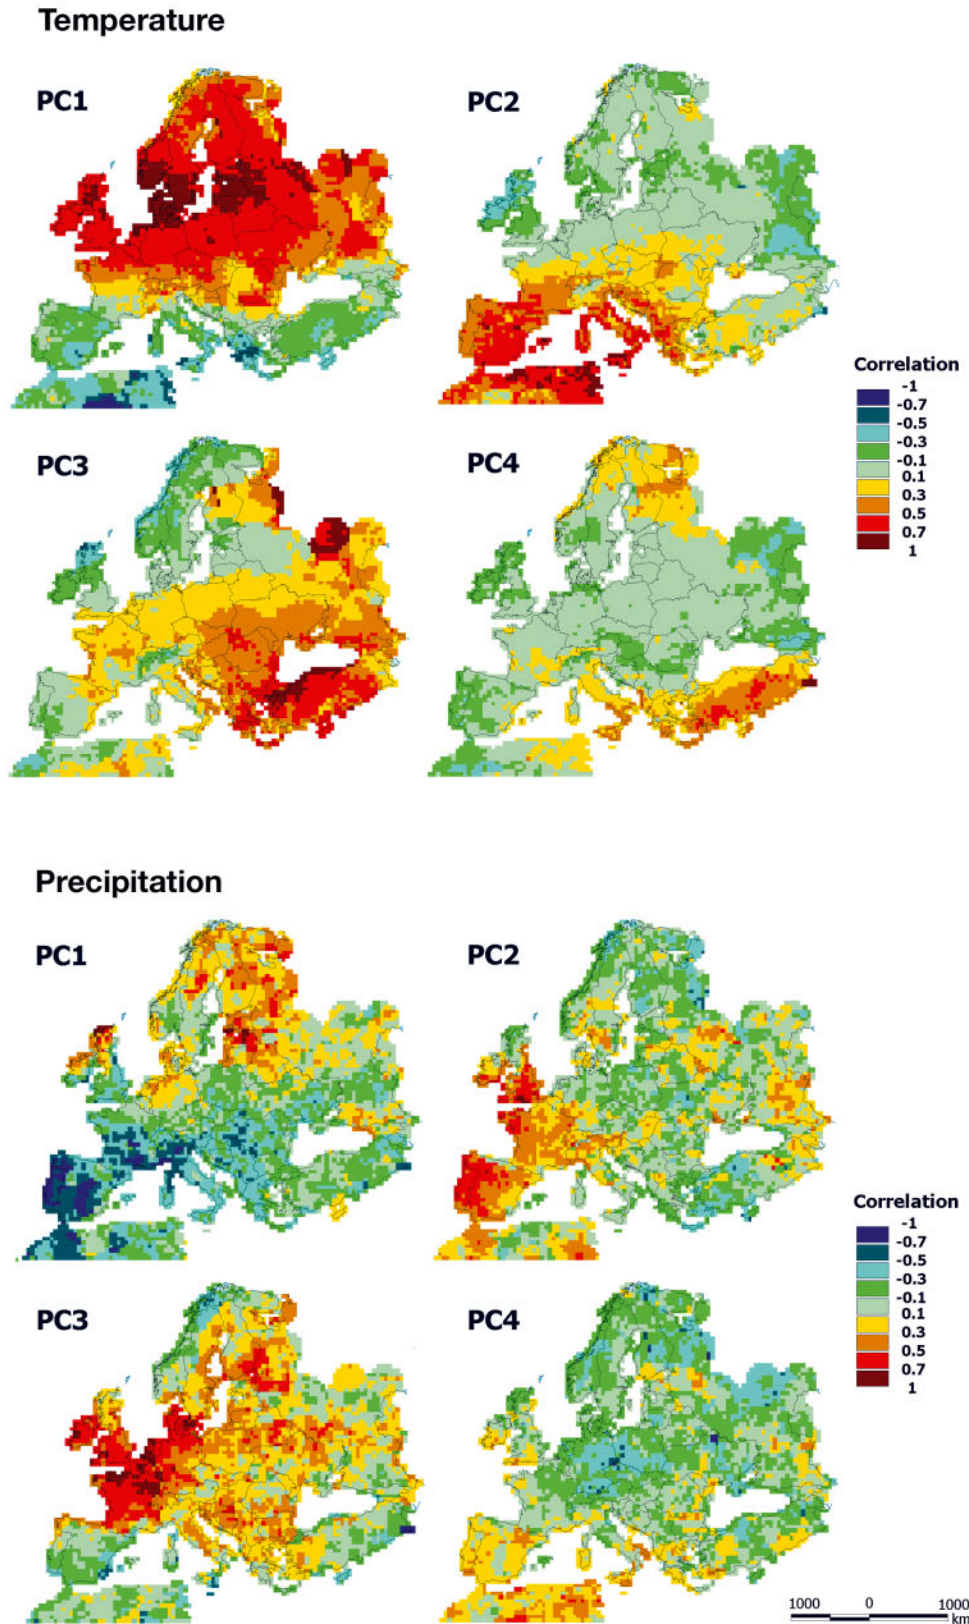 Temperature
PC1
PC2
Correlation
-1
-0.7
-0.5
-0.3
-0.1
0.1
0.3
0.5
0.7
1
PC3
PC4
Precipitation
PC1
PC2
Correlation
-1
-0.7
-0.5
-0.3
-0.1
0.1
0.3
0.5
0.7
1
PC3
PC4
1000 0 1000
km